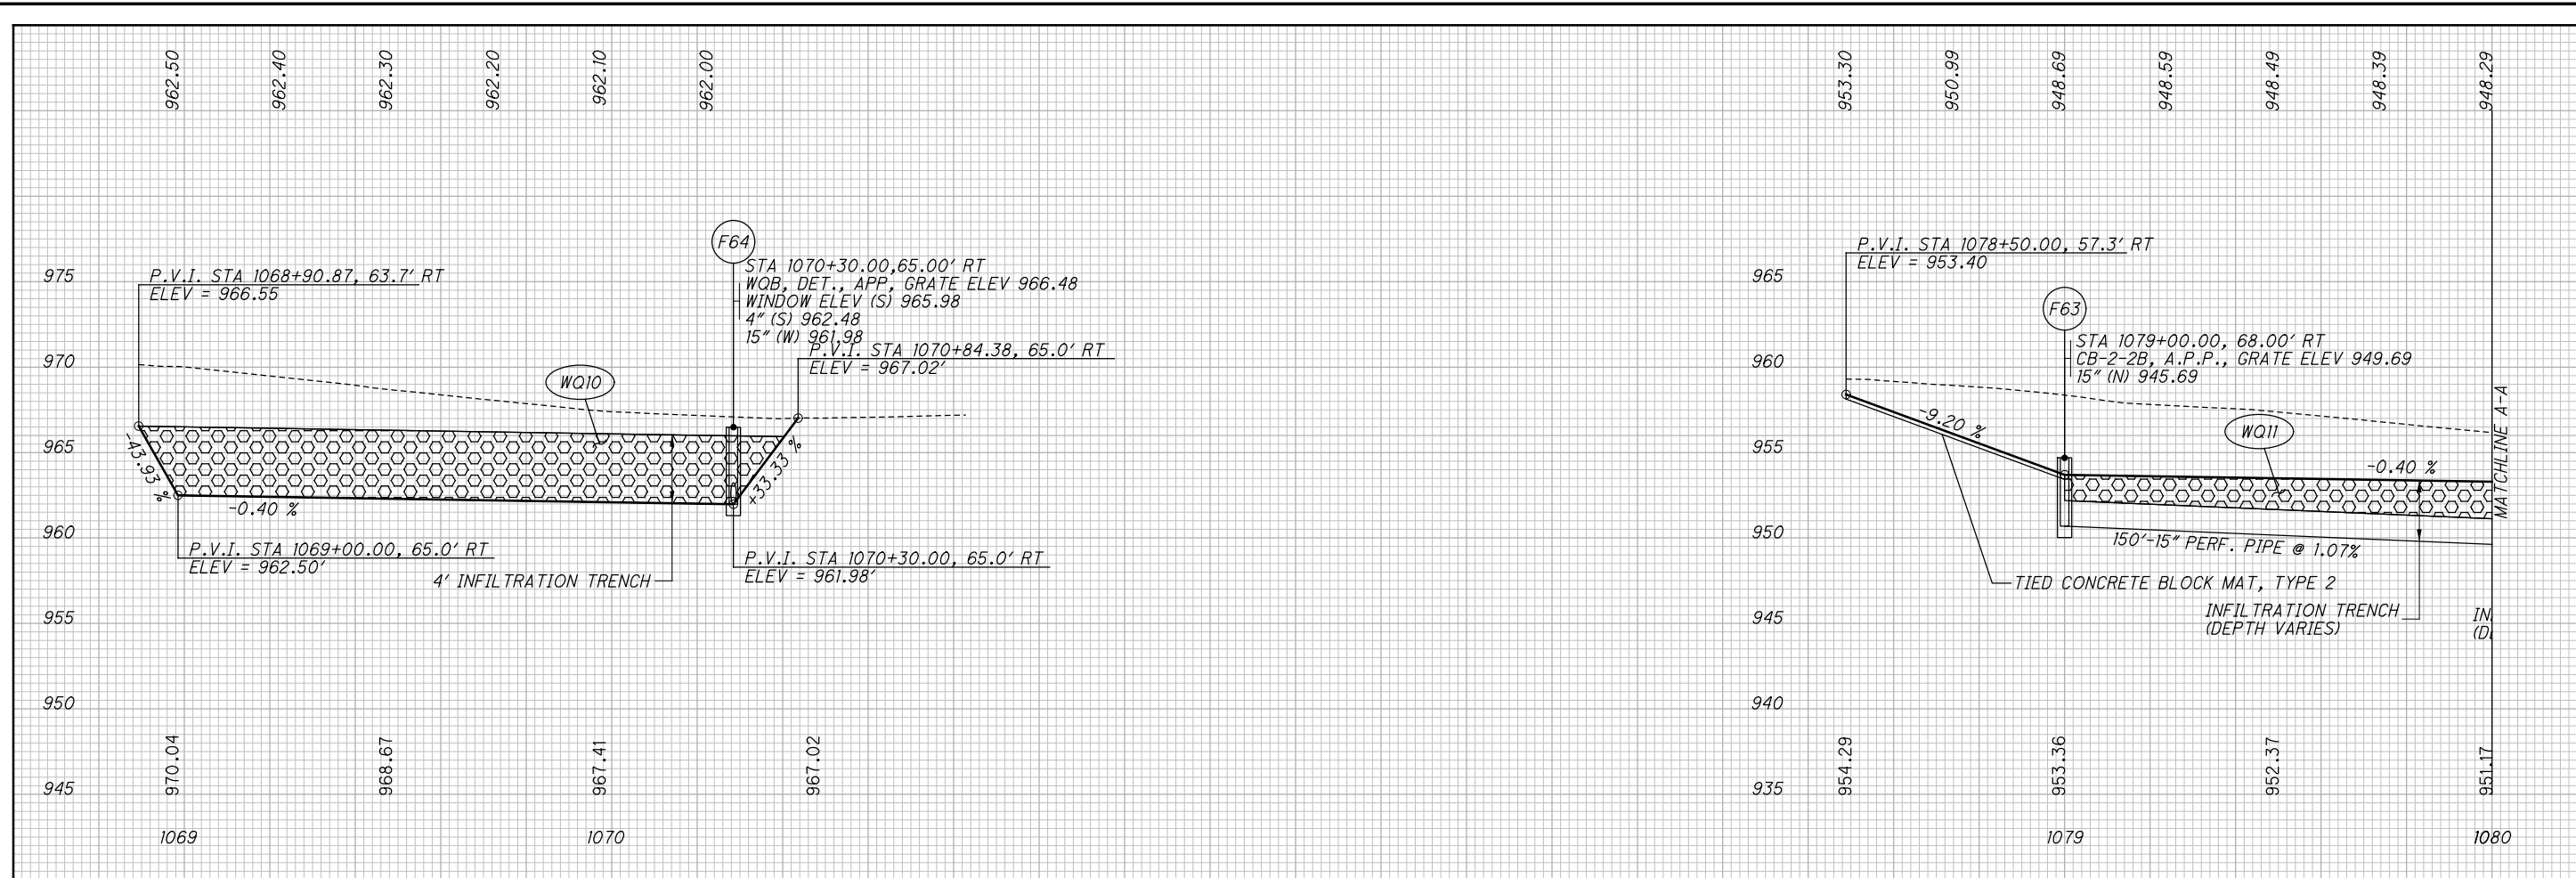 962.50
962.40
962.30
962.20
962.10
962.00
953.30
950.99
948.69
948.59
948.49
948.39
948.29
F64
STA 1070+30.00,65.00' RT
WQB, DET., APP, GRATE ELEV 966.48
WINDOW ELEV (S) 965.98
4" (S) 962.48
15" (W) 961.98
P.V.I. STA 1068+90.87, 63.7' RT
ELEV = 966.55
P.V.I. STA 1070+84.38, 65.0' RT
ELEV = 967.02'
WQ10
-43.93 %
-0.40 %
+33.33 %
P.V.I. STA 1069+00.00, 65.0' RT
ELEV = 962.50'
4' INFILTRATION TRENCH
P.V.I. STA 1070+30.00, 65.0' RT
ELEV = 961.98'
975
970
965
960
955
950
945
970.04
968.67
967.41
967.02
1069
1070
P.V.I. STA 1078+50.00, 57.3' RT
ELEV = 953.40
F63
STA 1079+00.00, 68.00' RT
CB-2-2B, A.P.P., GRATE ELEV 949.69
15" (N) 945.69
-9.20 %
WQ11
-0.40 %
MATCHLINE A-A
150'-15" PERF. PIPE @ 1.07%
TIED CONCRETE BLOCK MAT, TYPE 2
INFILTRATION TRENCH
(DEPTH VARIES)
IN
(D
965
960
955
950
945
940
935
954.29
953.36
952.37
951.17
1079
1080